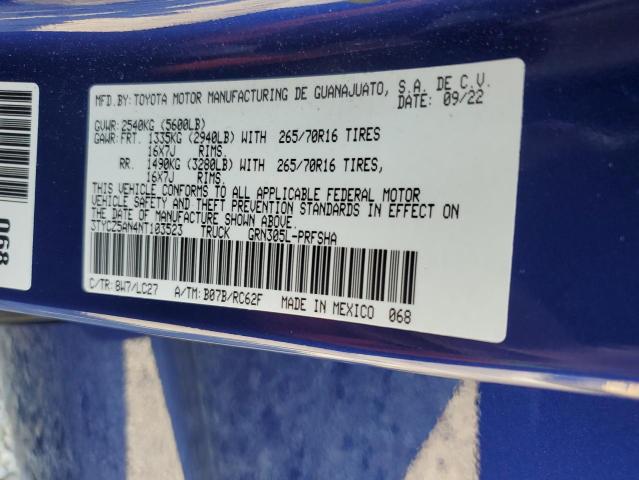 MFD.BY:TOYOTA MOTOR MANUFACTURING DE GUANAJUATO, S.A. DE C.V.
DATE: 09/22
GVWR:2540KG (5600LB)
GAWR:FRT. 1335KG (2940LB) WITH 265/70R16 TIRES
16X7J RIMS
RR. 1490KG (3280LB) WITH 265/70R16 TIRES,
16X7J RIMS
THIS VEHICLE CONFORMS TO ALL APPLICABLE FEDERAL MOTOR
VEHICLE SAFETY AND THEFT PREVENTION STANDARDS IN EFFECT ON
THE DATE OF MANUFACTURE SHOWN ABOVE.
3TYCZ5AN4NT103523 TRUCK GRN305L-PRFSHA
C/TR:8W7/LC27 A/TM:B07B/RC62F MADE IN MEXICO 068
068